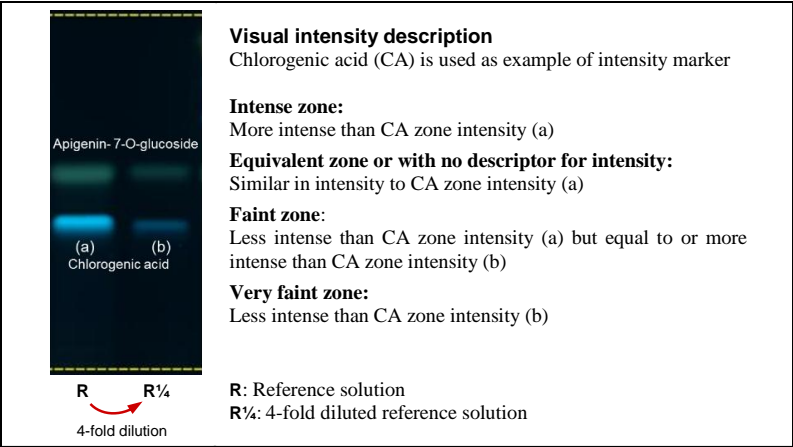 Visual intensity description
Chlorogenic acid (CA) is used as example of intensity marker
Intense zone:
More intense than CA zone intensity (a)
Equivalent zone or with no descriptor for intensity:
Similar in intensity to CA zone intensity (a)
Faint zone:
Less intense than CA zone intensity (a) but equal to or more
intense than CA zone intensity (b)
Very faint zone:
Less intense than CA zone intensity (b)
Apigenin- 7-O-glucoside
(a) (b)
Chlorogenic acid
R R¼
4-fold dilution
R: Reference solution
R¼: 4-fold diluted reference solution